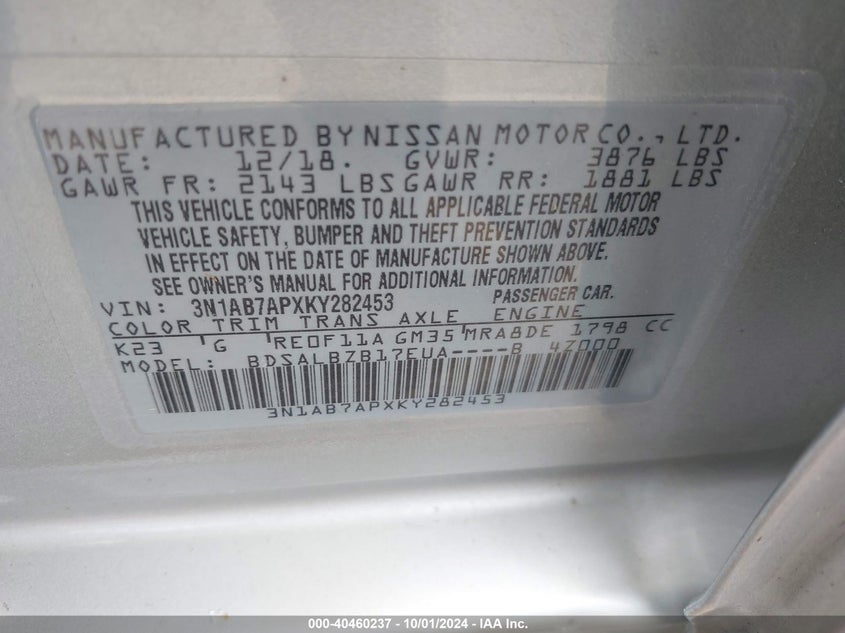 MANUFACTURED BY NISSAN MOTOR CO., LTD.
DATE: 12/18. GVWR: 3876 LBS
GAWR FR: 2143 LBS GAWR RR: 1881 LBS
THIS VEHICLE CONFORMS TO ALL APPLICABLE FEDERAL MOTOR
VEHICLE SAFETY, BUMPER AND THEFT PREVENTION STANDARDS
IN EFFECT ON THE DATE OF MANUFACTURE SHOWN ABOVE.
SEE OWNER'S MANUAL FOR ADDITIONAL INFORMATION.
VIN: 3N1AB7APXKY282453 PASSENGER CAR.
COLOR TRIM TRANS AXLE ENGINE
K23 G RE0F11A GM35 MRA8DE 1798 CC
MODEL: BDSALBZB17EUA----B 4Z000
3N1AB7APXKY282453
000-40460237 - 10/01/2024 - IAA Inc.